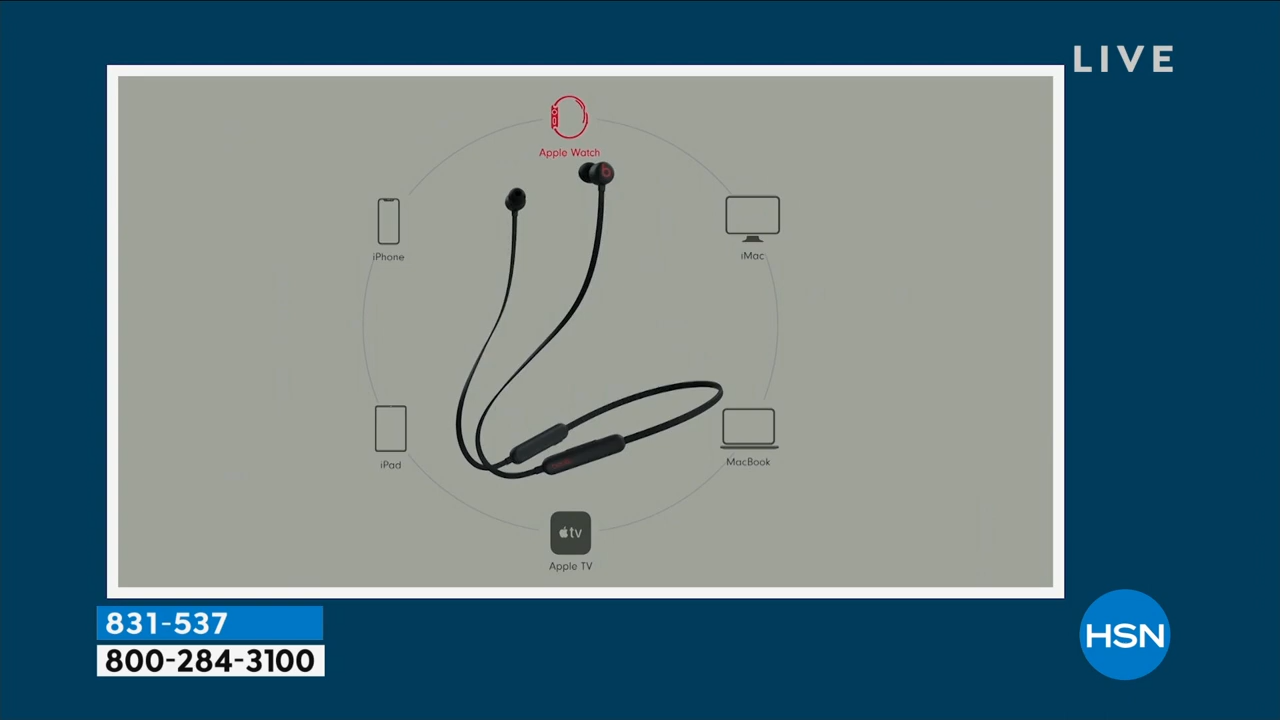 LIVE
Apple Watch
iPhone
iMac
iPad
MacBook
tv
Apple TV
831-537
800-284-3100
HSN